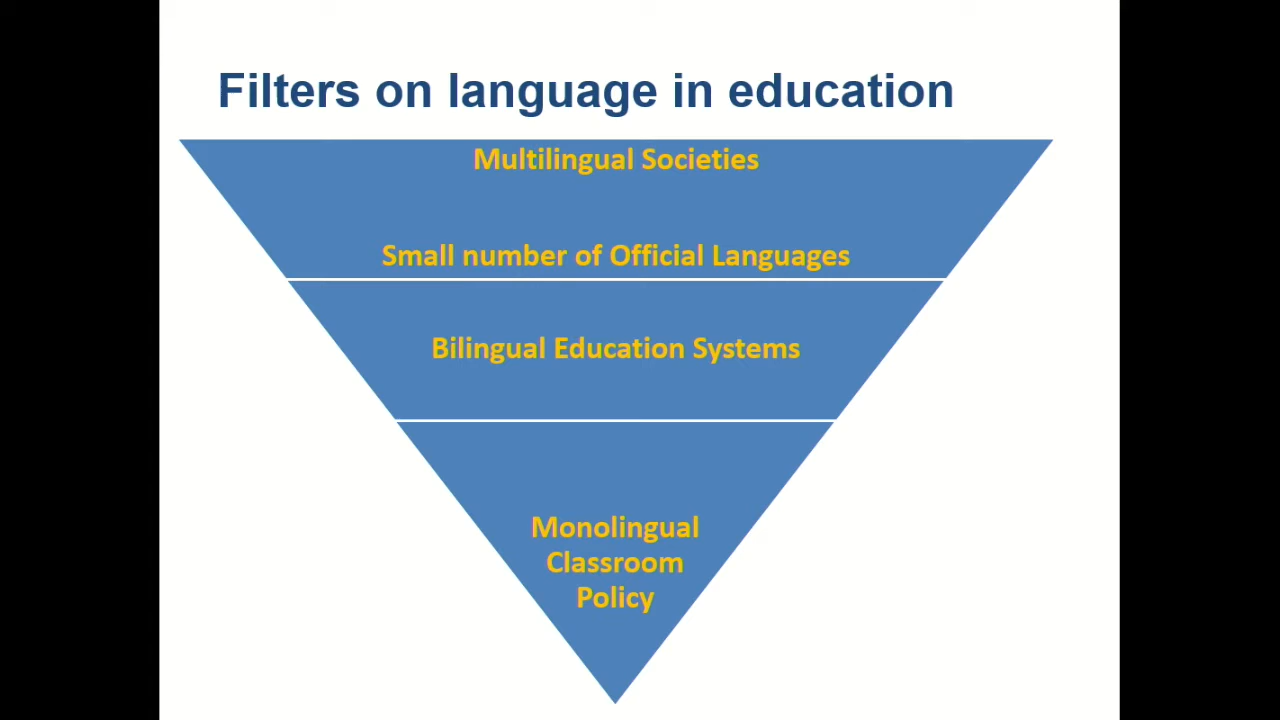 Filters on language in education
Multilingual Societies
Small number of Official Languages
Bilingual Education Systems
Monolingual
Classroom
Policy